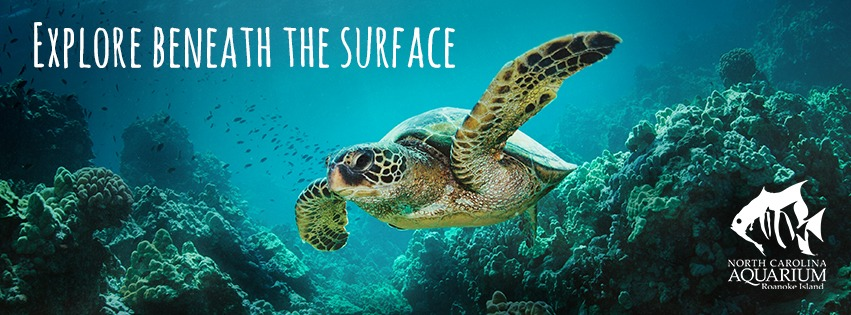 Explore beneath the surface
North Carolina
Aquarium
Roanoke Island